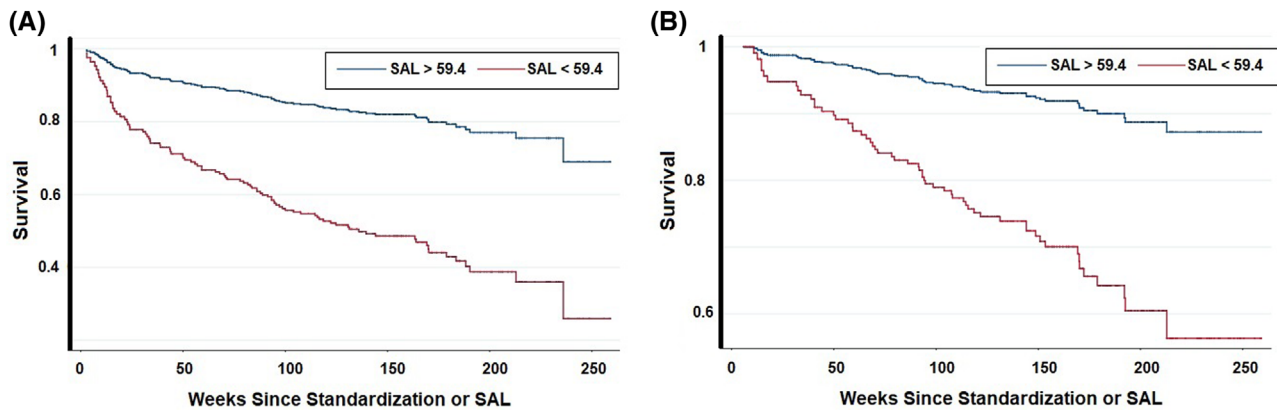 (A)
1
0.8
0.6
0.4
Survival
SAL > 59.4 SAL < 59.4
0 50 100 150 200 250
Weeks Since Standardization or SAL
(B)
1
0.8
0.6
Survival
SAL > 59.4 SAL < 59.4
0 50 100 150 200 250
Weeks Since Standardization or SAL